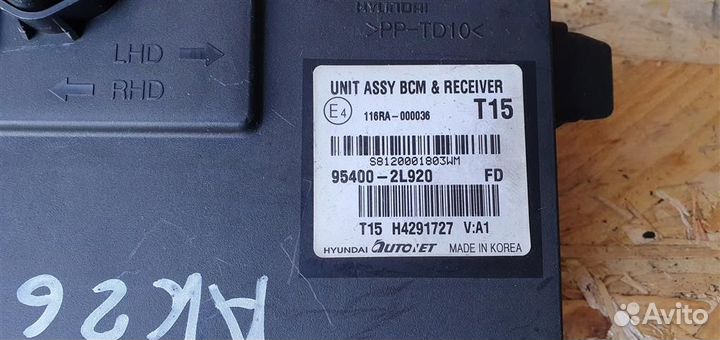 HYUNDAI
>PP-TD10<
LHD
RHD
UNIT ASSY BCM & RECEIVER
E4 116RA-000036 T15
S8120001803WM
95400-2L920 FD
T15 H4291727 V:A1
HYUNDAI AUTONET MADE IN KOREA
AK26
Avito